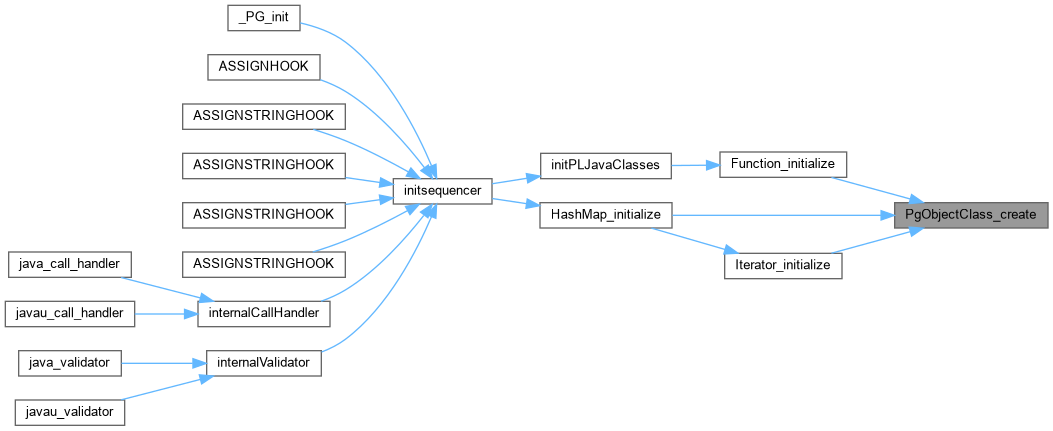 _PG_init
ASSIGNHOOK
ASSIGNSTRINGHOOK
ASSIGNSTRINGHOOK
ASSIGNSTRINGHOOK
ASSIGNSTRINGHOOK
java_call_handler
javau_call_handler
internalCallHandler
java_validator
javau_validator
internalValidator
initsequencer
initPLJavaClasses
HashMap_initialize
Function_initialize
Iterator_initialize
PgObjectClass_create